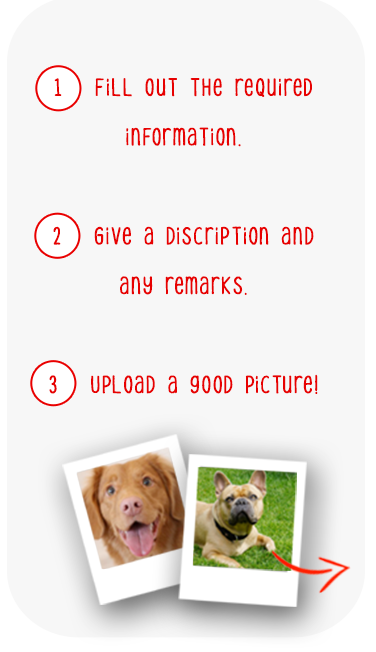 1 Fill out the required
information.
2 Give a discription and
any remarks.
3 Upload a good picture!